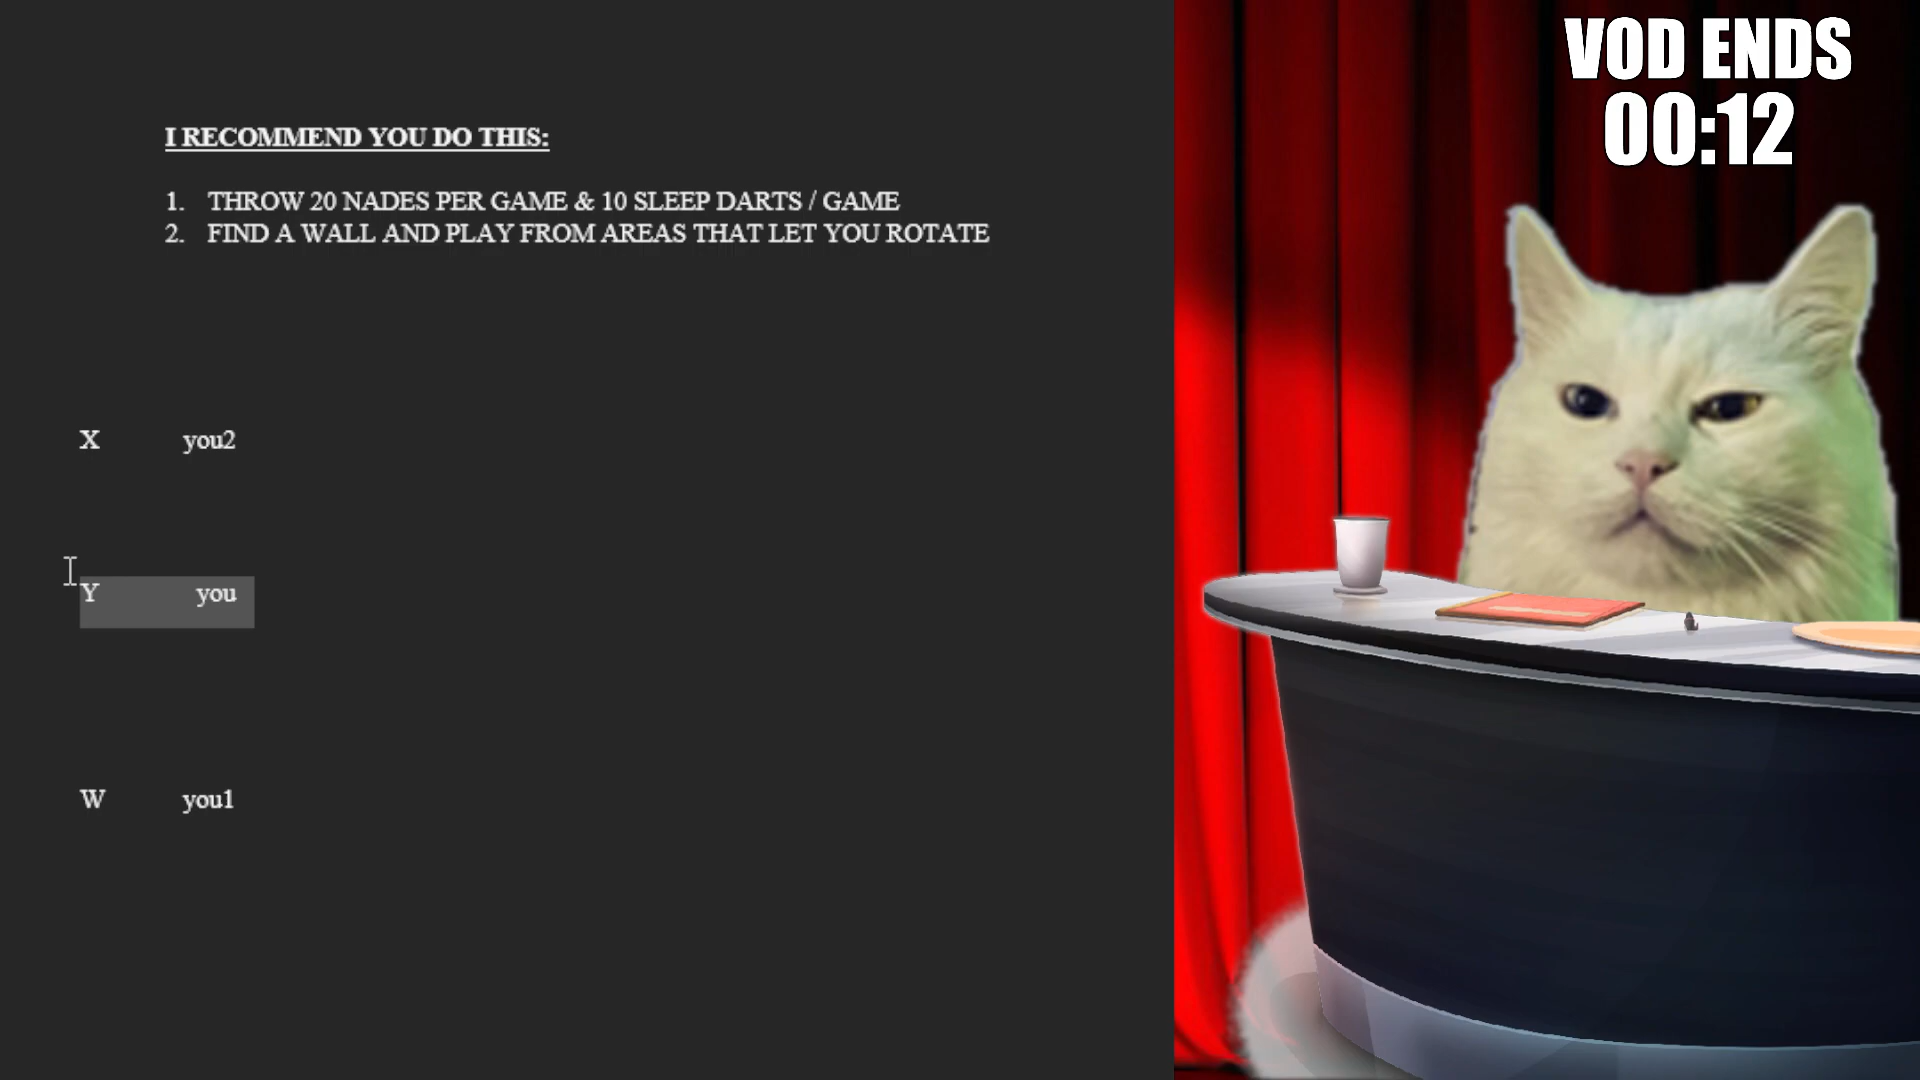 I RECOMMEND YOU DO THIS:
1. THROW 20 NADES PER GAME & 10 SLEEP DARTS / GAME
2. FIND A WALL AND PLAY FROM AREAS THAT LET YOU ROTATE
X you2
Y you
W you1
VOD ENDS
00:12